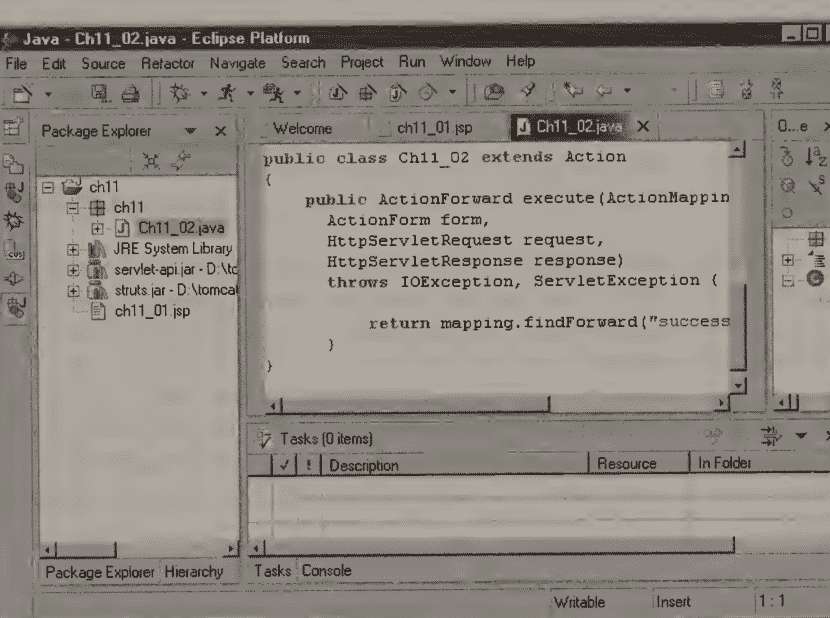 Java - Ch11_02.java - Eclipse Platform
File Edit Source Refactor Navigate Search Project Run Window Help
Package Explorer
Welcome ch11_01.jsp Ch11_02.java
O...e
ch11
ch11
Ch11_02.java
JRE System Library
servlet-api.jar - D:\tc
struts.jar - D:\tomcat
ch11_01.jsp
public class Ch11_02 extends Action
{
public ActionForward execute(ActionMappin
ActionForm form,
HttpServletRequest request,
HttpServletResponse response)
throws IOException, ServletException {
return mapping.findForward("success
}
}
Tasks (0 items)
✓ ! Description Resource In Folder
Package Explorer Hierarchy
Tasks Console
Writable Insert 1 : 1